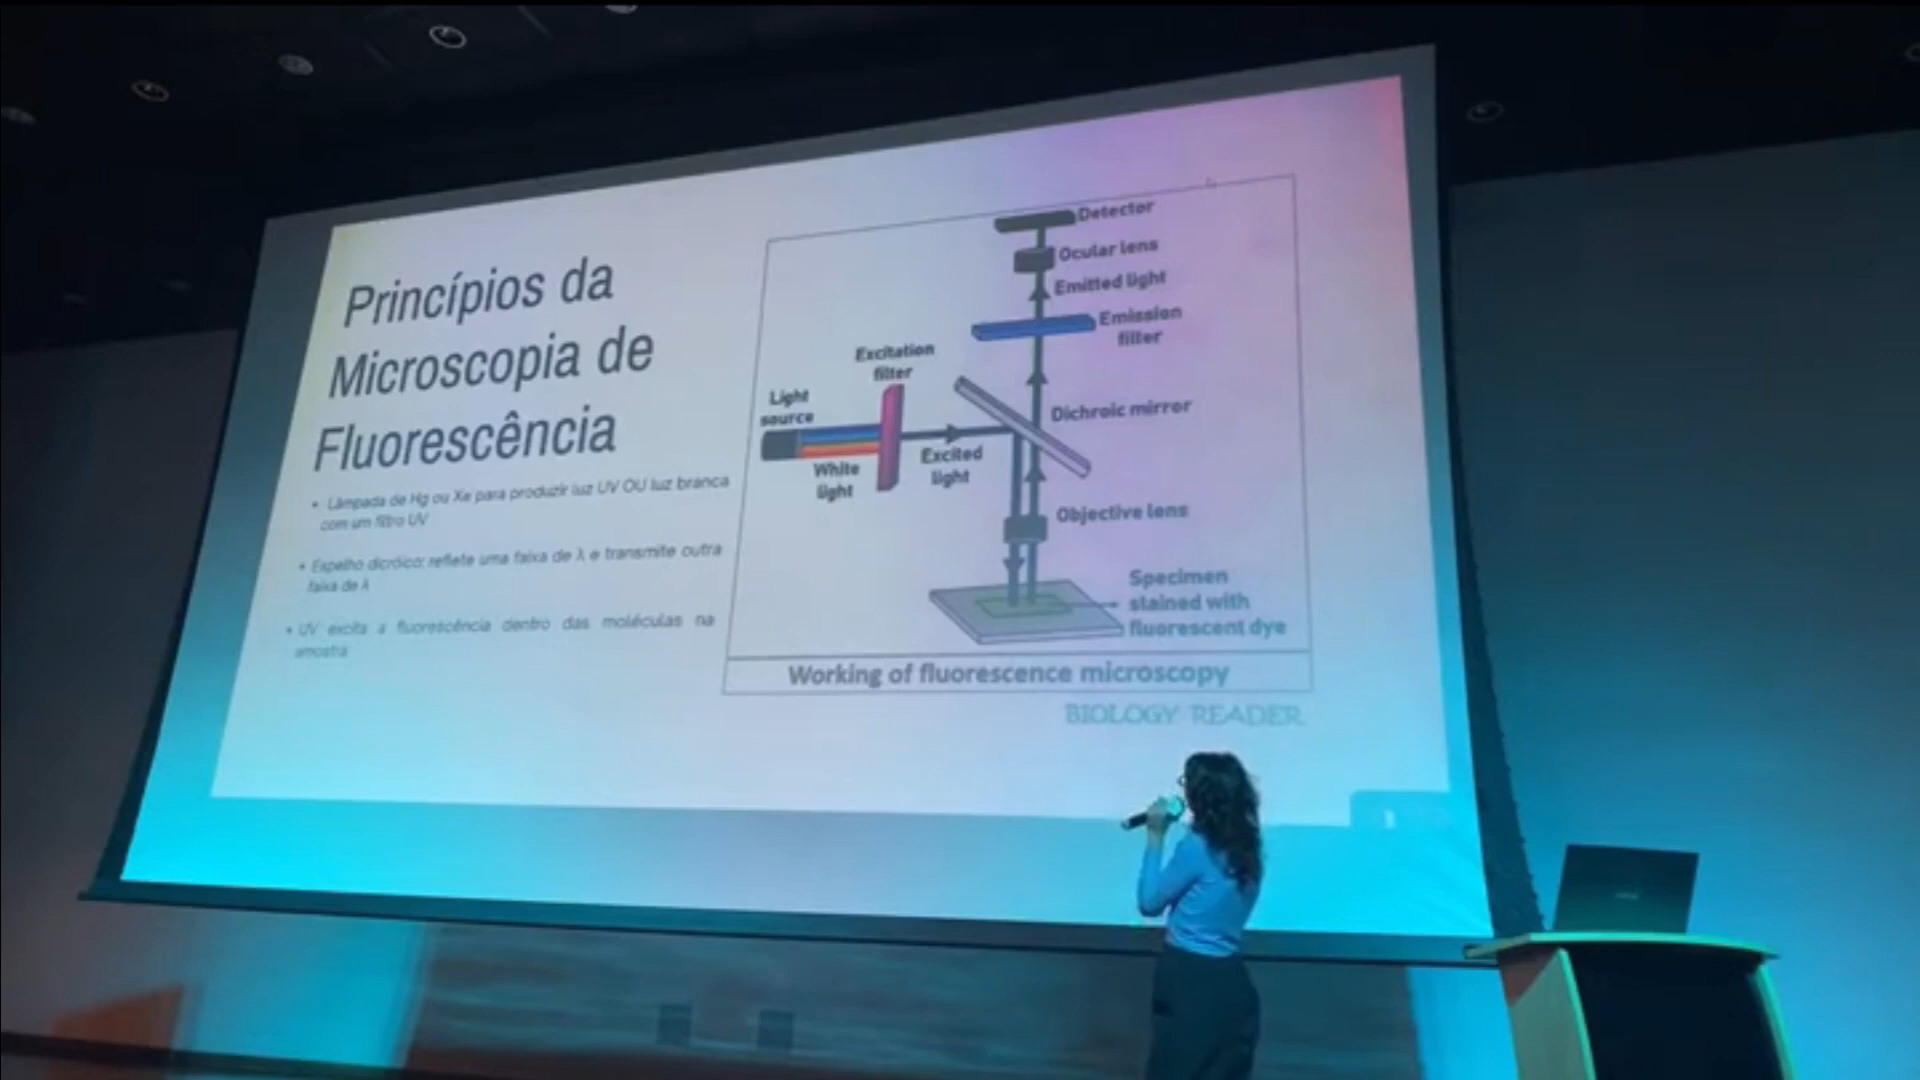 Princípios da
Microscopia de
Fluorescência
• Lâmpada de Hg ou Xe para produzir luz UV OU luz branca
com um filtro UV
• Espelho dicróico: reflete uma faixa de λ e transmite outra
faixa de λ
• UV excita a fluorescência dentro das moléculas na
amostra
Detector
Ocular lens
Emitted light
Emission
filter
Excitation
filter
Light
source
White
light
Excited
light
Dichroic mirror
Objective lens
Specimen
stained with
fluorescent dye
Working of fluorescence microscopy
BIOLOGY READER